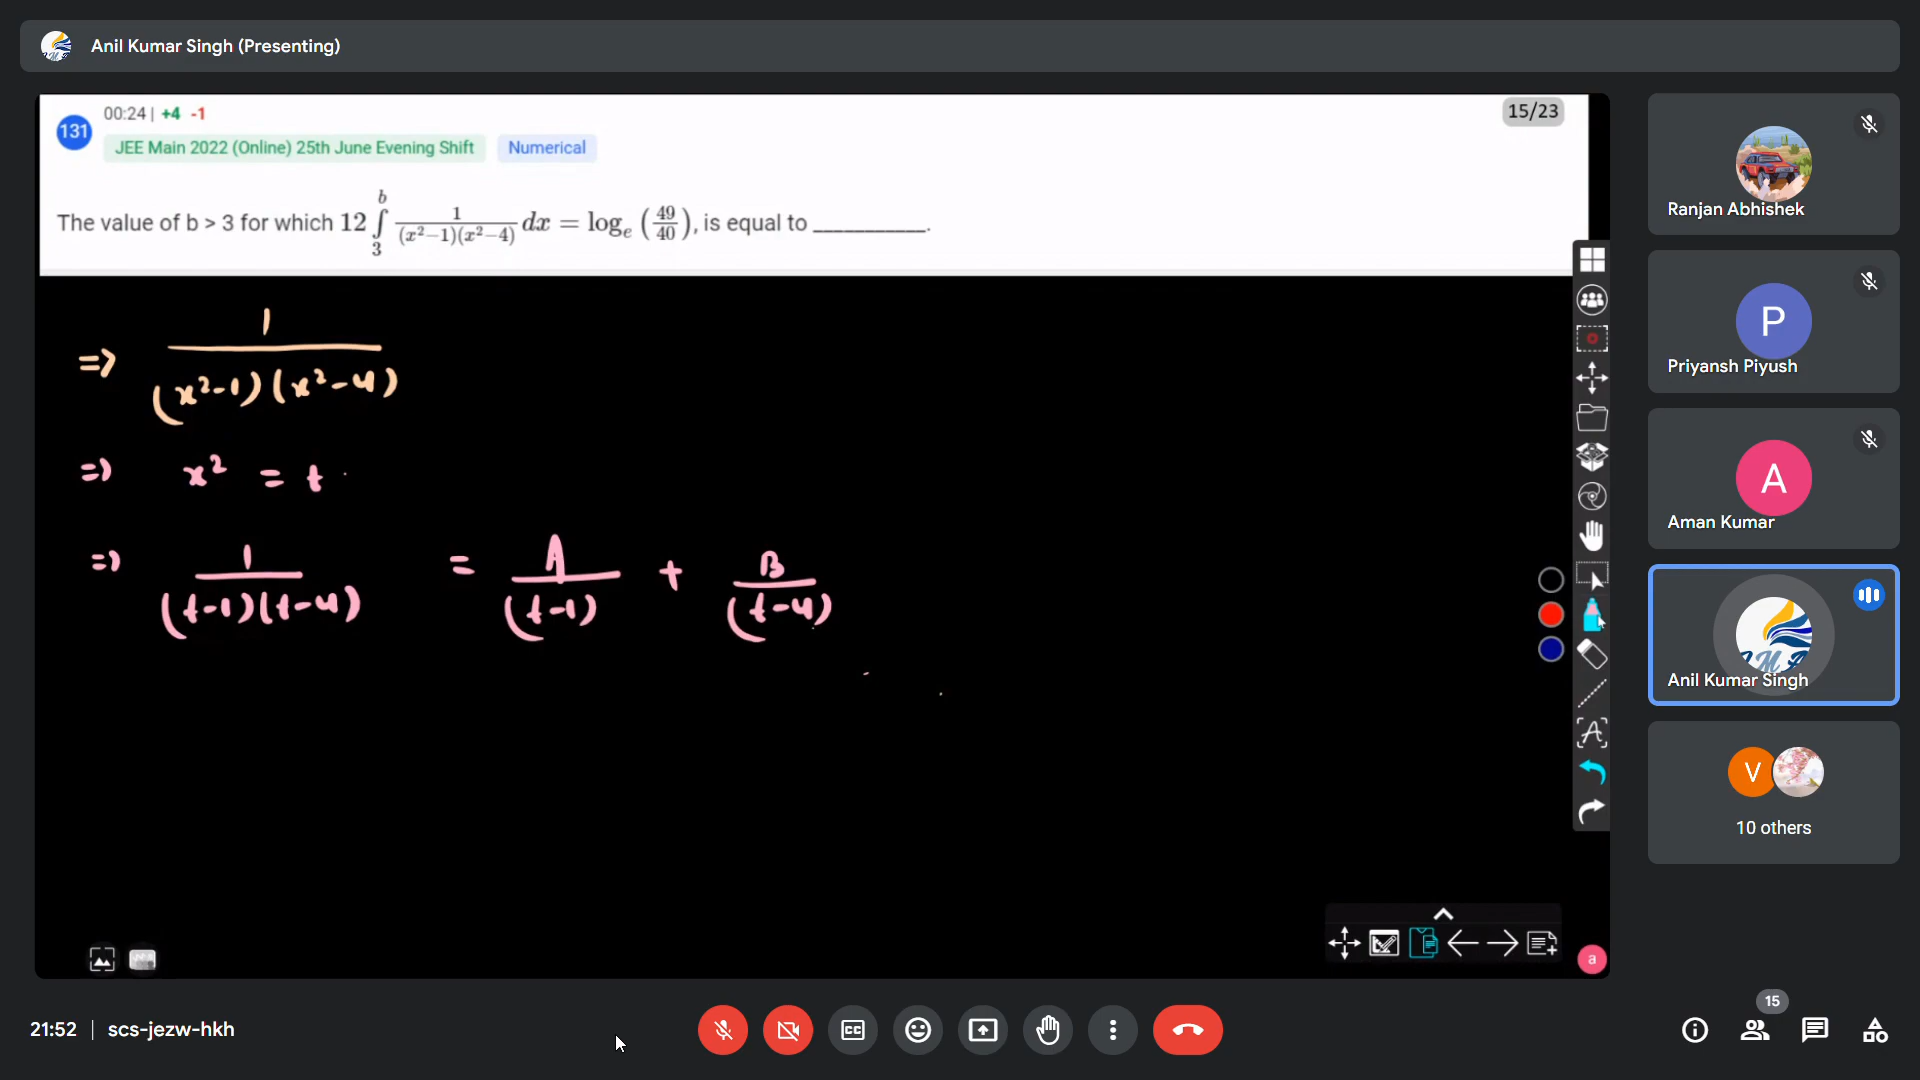 Anil Kumar Singh (Presenting)
131
00:24 | +4 -1
15/23
JEE Main 2022 (Online) 25th June Evening Shift
Numerical
The value of b > 3 for which 12 ∫₃ᵇ 1/((x²−1)(x²−4)) dx = logₑ (49/40), is equal to ___________.
=> 1/((x²-1)(x²-4))
=> x² = t
=> 1/((t-1)(t-4)) = A/(t-1) + B/(t-4)
Ranjan Abhishek
P
Priyansh Piyush
A
Aman Kumar
Anil Kumar Singh
V
10 others
a
21:52 | scs-jezw-hkh
15